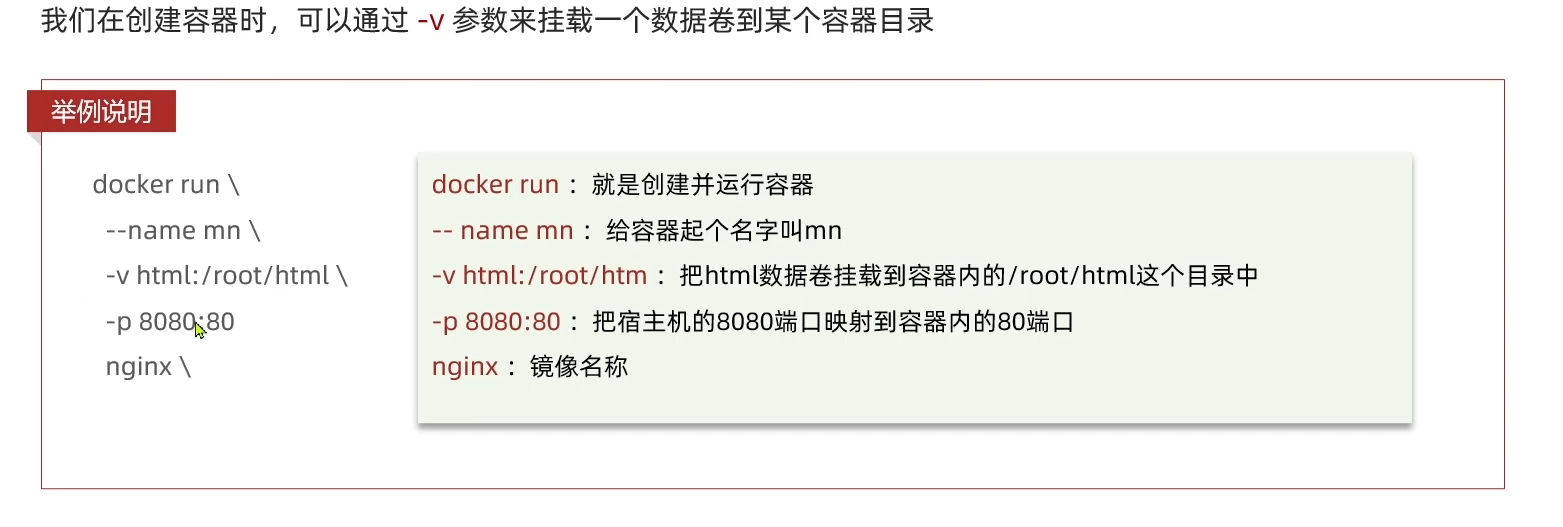 我们在创建容器时，可以通过 -v 参数来挂载一个数据卷到某个容器目录
举例说明
docker run \
--name mn \
-v html:/root/html \
-p 8080:80
nginx \
docker run ：就是创建并运行容器
-- name mn ：给容器起个名字叫mn
-v html:/root/htm ：把html数据卷挂载到容器内的/root/html这个目录中
-p 8080:80 ：把宿主机的8080端口映射到容器内的80端口
nginx ：镜像名称